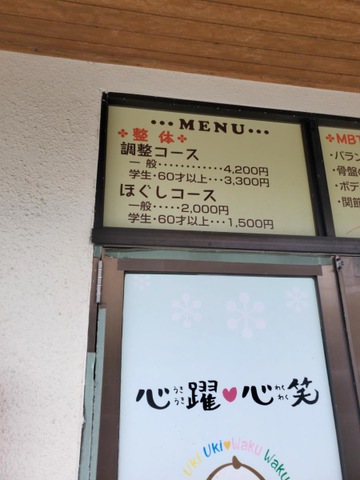 •••MENU•••
✤整体✤
調整コース
一般・・・・・・・・・・・・4,200円
学生・60才以上・・・3,300円
ほぐしコース
一般・・・・・2,000円
学生・60才以上・・・1,500円
・バラン
・骨盤
・ポデ
・関節
心躍♥心笑
うきうき わくわく
Uki Uki♥Waku Waku